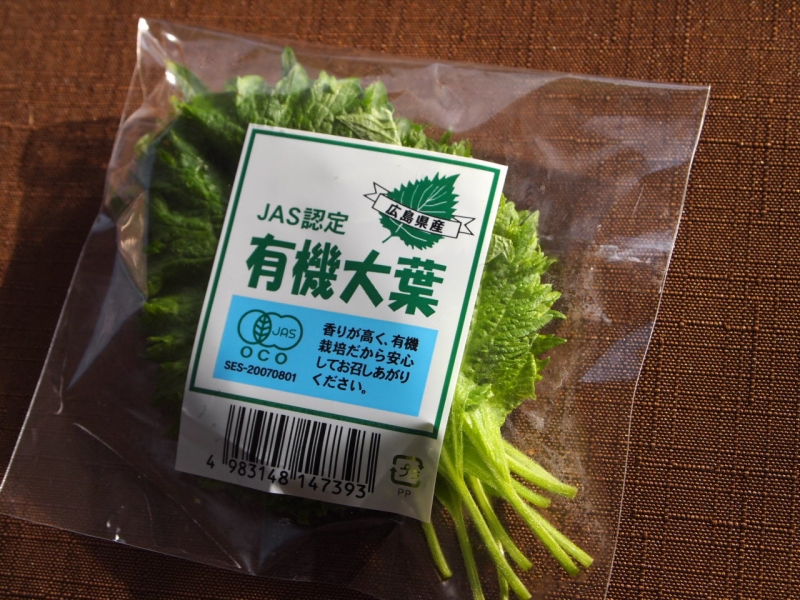 広島県産
JAS認定
有機大葉
JAS
OCO
SES-20070801
香りが高く、有機
栽培だから安心
してお召しあがり
ください。
4 983148 147393
プラ
PP